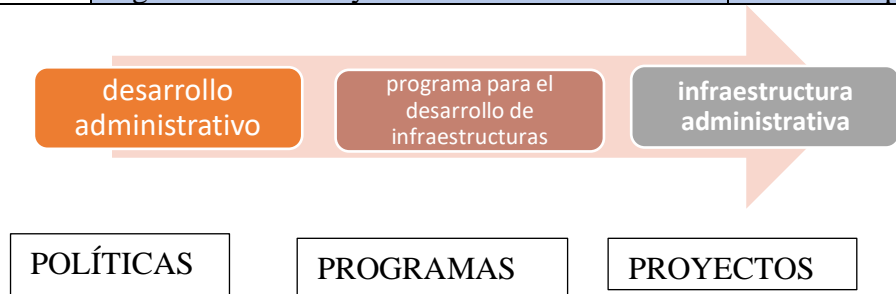 desarrollo
administrativo
programa para el
desarrollo de
infraestructuras
infraestructura
administrativa
POLÍTICAS
PROGRAMAS
PROYECTOS